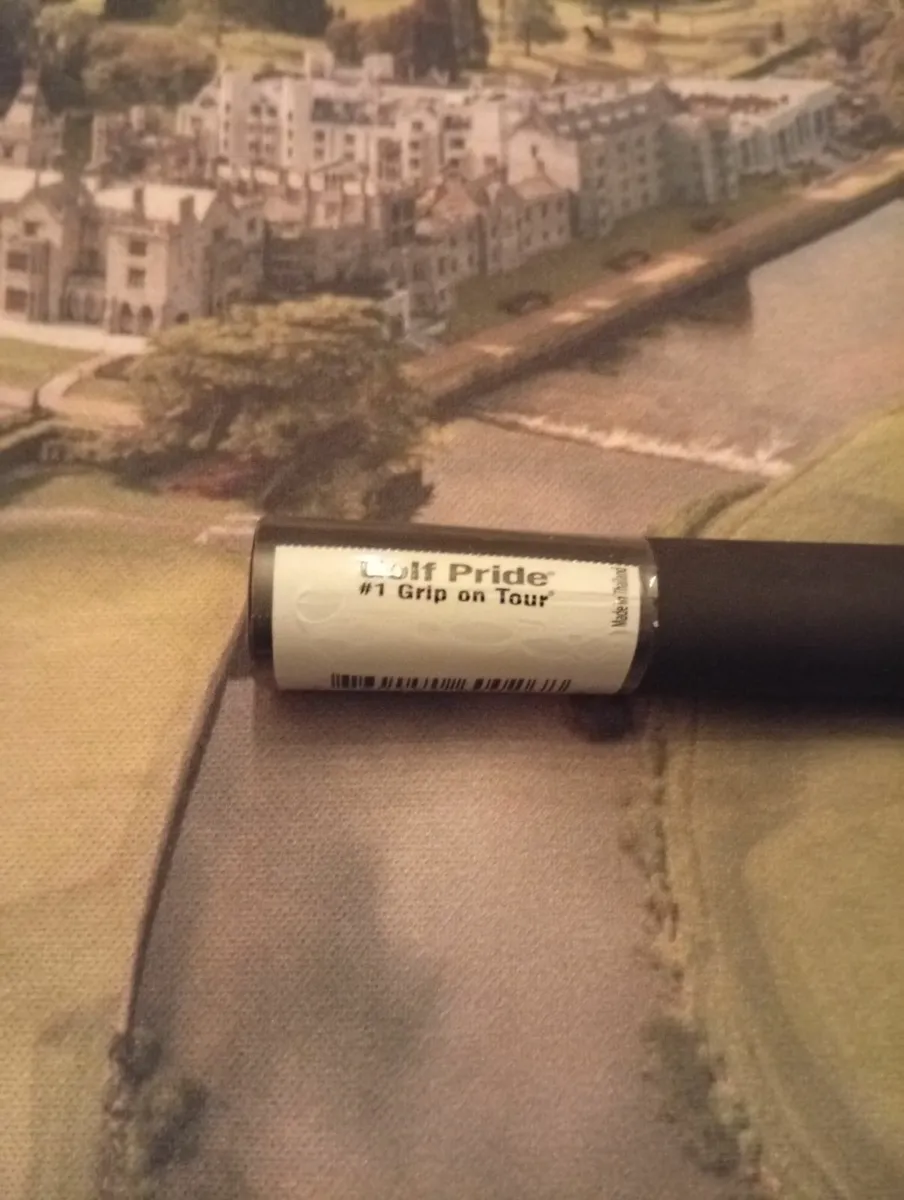 Golf Pride®
#1 Grip on Tour®
Made in Thailand